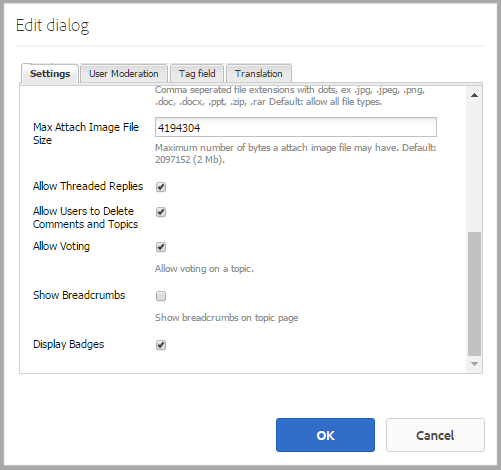 Edit dialog
Settings
User Moderation
Tag field
Translation
Comma seperated file extensions with dots, ex .jpg, .jpeg, .png,
.doc, .docx, .ppt, .zip, .rar Default: allow all file types.
Max Attach Image File
Size
4194304
Maximum number of bytes a attach image file may have. Default:
2097152 (2 Mb).
Allow Threaded Replies
Allow Users to Delete
Comments and Topics
Allow Voting
Allow voting on a topic.
Show Breadcrumbs
Show breadcrumbs on topic page
Display Badges
OK
Cancel